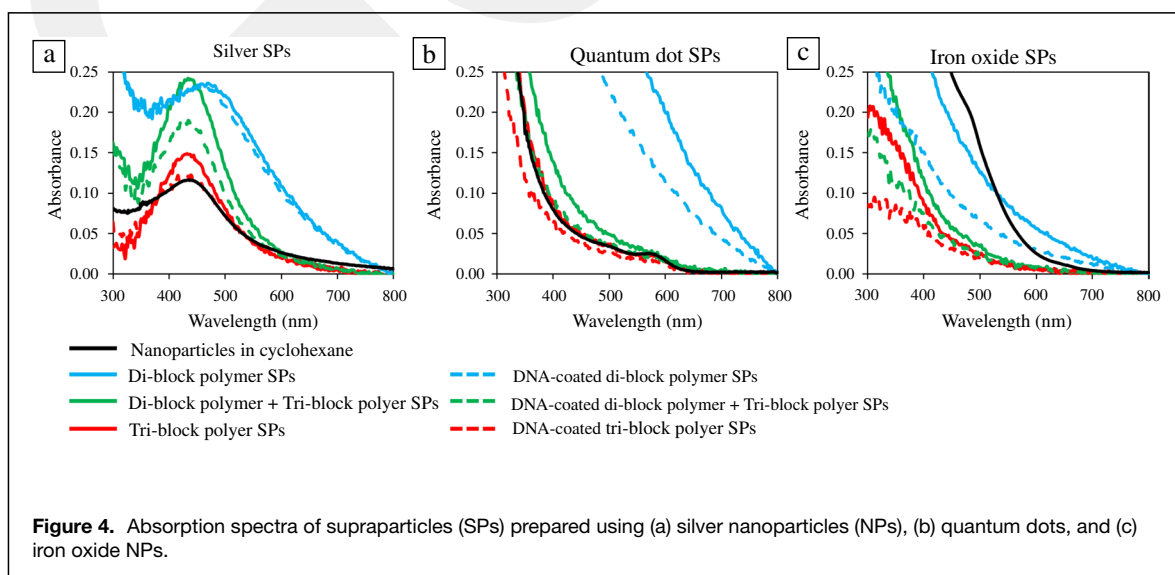 a
Silver SPs
0.25
0.20
0.15
0.10
0.05
0.00
Absorbance
300 400 500 600 700 800
Wavelength (nm)
b
Quantum dot SPs
0.25
0.20
0.15
0.10
0.05
0.00
Absorbance
300 400 500 600 700 800
Wavelength (nm)
c
Iron oxide SPs
0.25
0.20
0.15
0.10
0.05
0.00
Absorbance
300 400 500 600 700 800
Wavelength (nm)
Nanoparticles in cyclohexane
Di-block polymer SPs
DNA-coated di-block polymer SPs
Di-block polymer + Tri-block polyer SPs
DNA-coated di-block polymer + Tri-block polyer SPs
Tri-block polyer SPs
DNA-coated tri-block polyer SPs
Figure 4. Absorption spectra of supraparticles (SPs) prepared using (a) silver nanoparticles (NPs), (b) quantum dots, and (c)
iron oxide NPs.